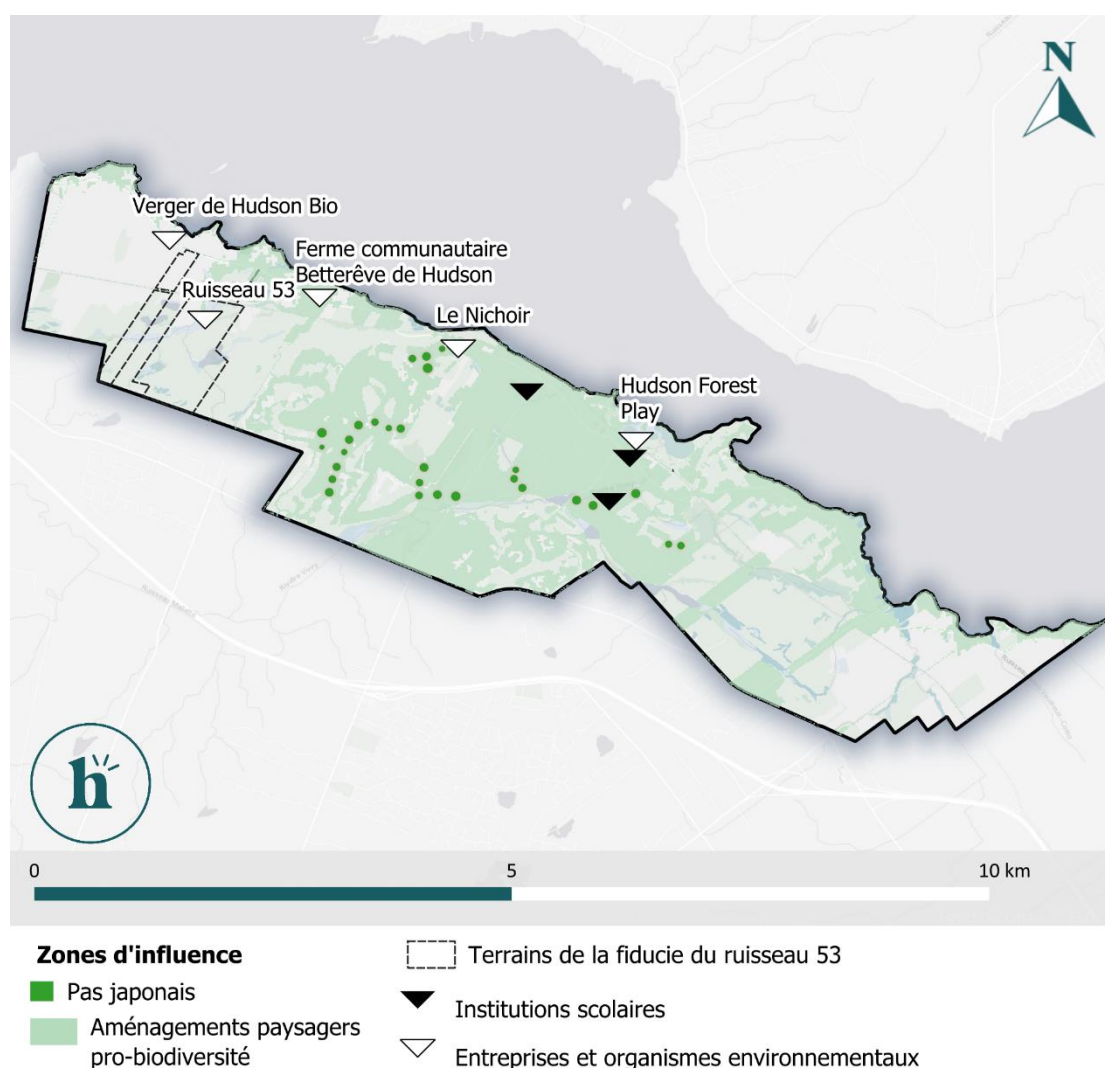 N
Verger de Hudson Bio
Ferme communautaire
Betterêve de Hudson
Ruisseau 53
Le Nichoir
Hudson Forest
Play
h
0 5 10 km
Zones d'influence
Pas japonais
Aménagements paysagers
pro-biodiversité
Terrains de la fiducie du ruisseau 53
Institutions scolaires
Entreprises et organismes environnementaux